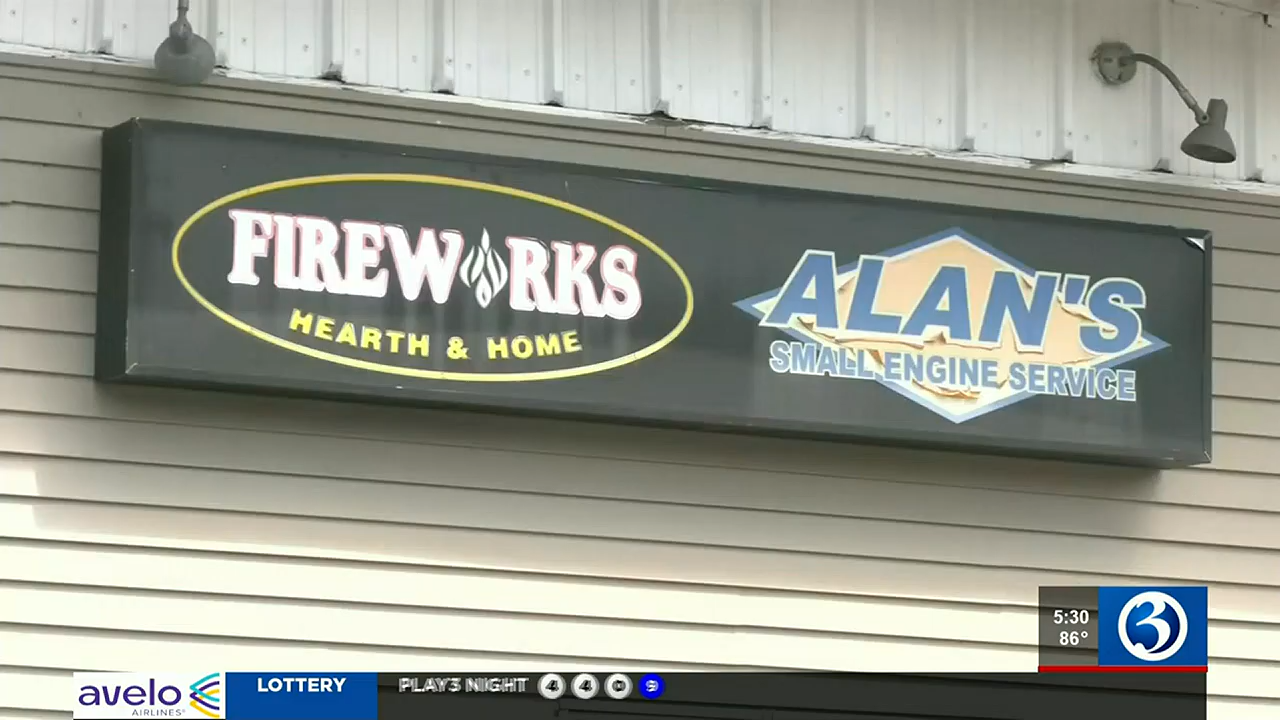 FIREWORKS
HEARTH & HOME
ALAN'S
SMALL ENGINE SERVICE
5:30
86°
3
avelo
AIRLINES
LOTTERY
PLAY3 NIGHT 4 4 0 9